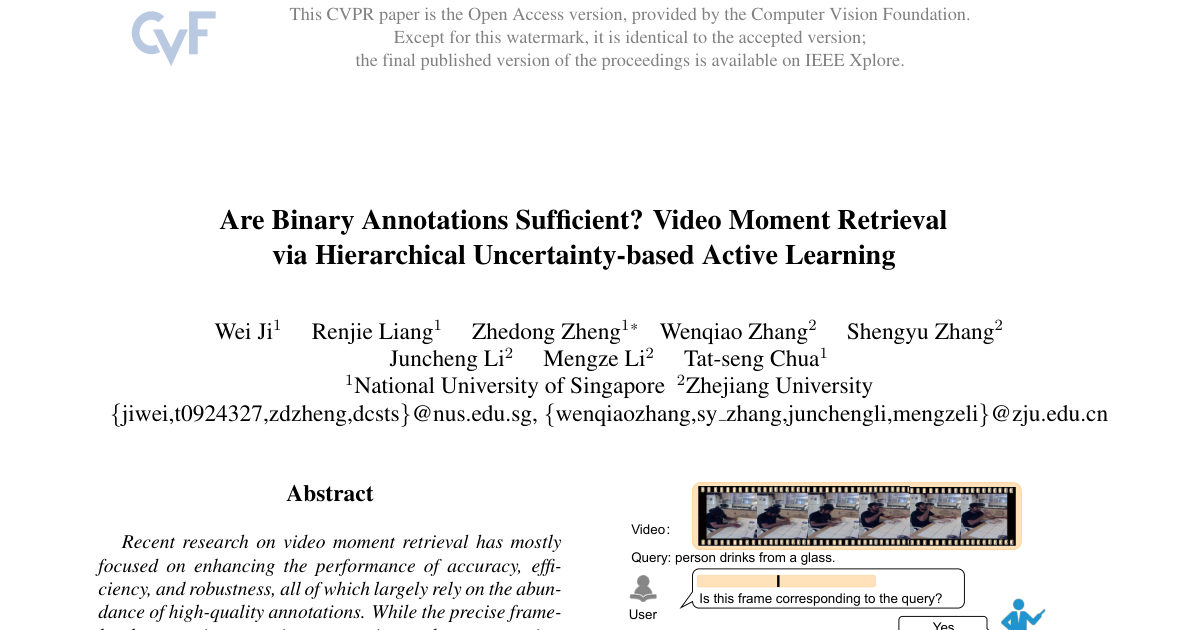 CVF
This CVPR paper is the Open Access version, provided by the Computer Vision Foundation.
Except for this watermark, it is identical to the accepted version;
the final published version of the proceedings is available on IEEE Xplore.
Are Binary Annotations Sufficient? Video Moment Retrieval
via Hierarchical Uncertainty-based Active Learning
Wei Ji1 Renjie Liang1 Zhedong Zheng1* Wenqiao Zhang2 Shengyu Zhang2
Juncheng Li2 Mengze Li2 Tat-seng Chua1
1National University of Singapore 2Zhejiang University
{jiwei,t0924327,zdzheng,dcsts}@nus.edu.sg, {wenqiaozhang,sy_zhang,junchengli,mengzeli}@zju.edu.cn
Abstract
Recent research on video moment retrieval has mostly
focused on enhancing the performance of accuracy, effi-
ciency, and robustness, all of which largely rely on the abun-
dance of high-quality annotations. While the precise frame-
Video:
Query: person drinks from a glass.
Is this frame corresponding to the query?
User
Yes